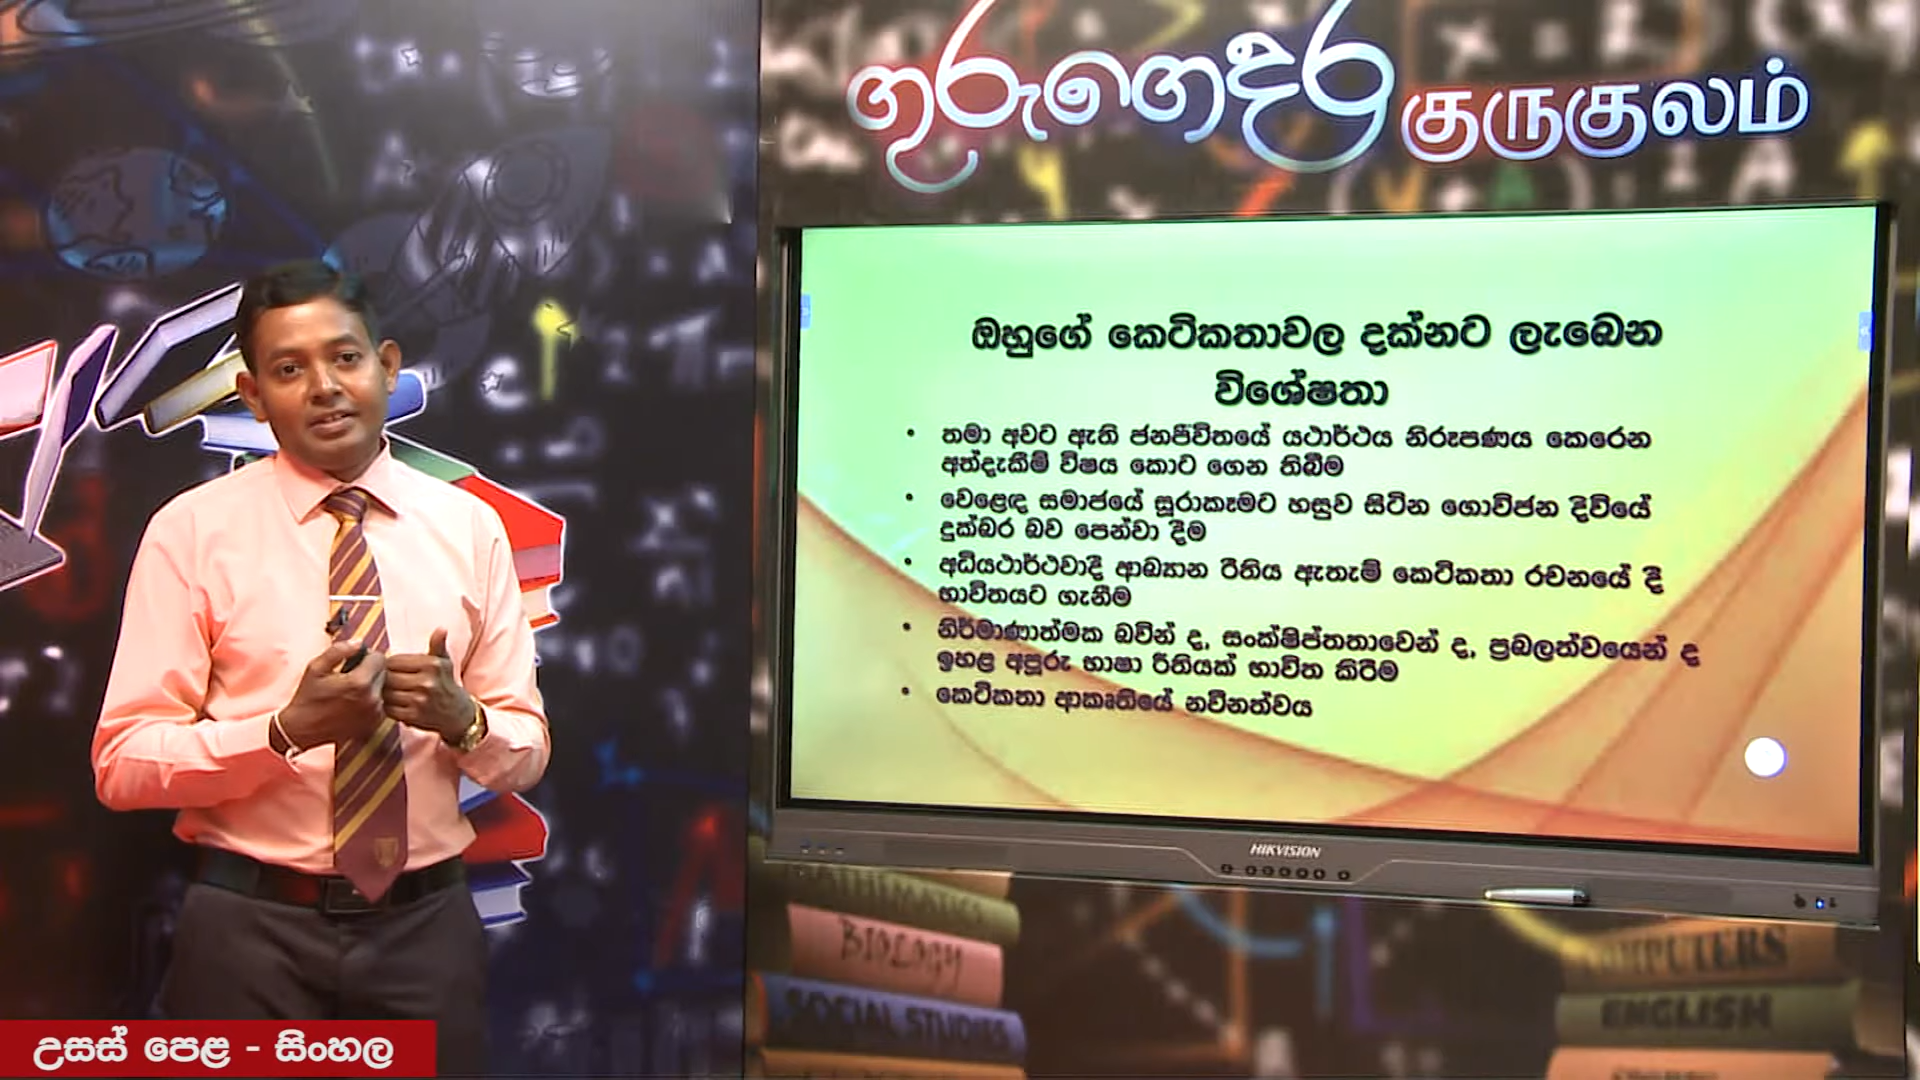 ගුරුගෙදර குருகுலம்
ඔහුගේ කෙටිකතාවල දක්නට ලැබෙන
විශේෂතා
• තමා අවට ඇති ජනජීවිතයේ යථාර්ථය නිරූපණය කෙරෙන
අත්දැකීම් විෂය කොට ගෙන තිබීම
• වෙළෙඳ සමාජයේ සූරාකෑමට හසුව සිටින ගොවිජන දිවියේ
දුක්බර බව පෙන්වා දීම
• අධියථාර්ථවාදී ආඛ්‍යාන රීතිය ඇතැම් කෙටිකතා රචනයේ දී
භාවිතයට ගැනීම
• නිර්මාණාත්මක බවින් ද, සංක්ෂිප්තතාවෙන් ද, ප්‍රබලත්වයෙන් ද
ඉහළ අපූරු භාෂා රීතියක් භාවිත කිරීම
• කෙටිකතා ආකෘතියේ නවීනත්වය
HIKVISION
MATHEMATICS
BIOLOGY
SOCIAL STUDIES
COMPUTERS
ENGLISH
උසස් පෙළ - සිංහල